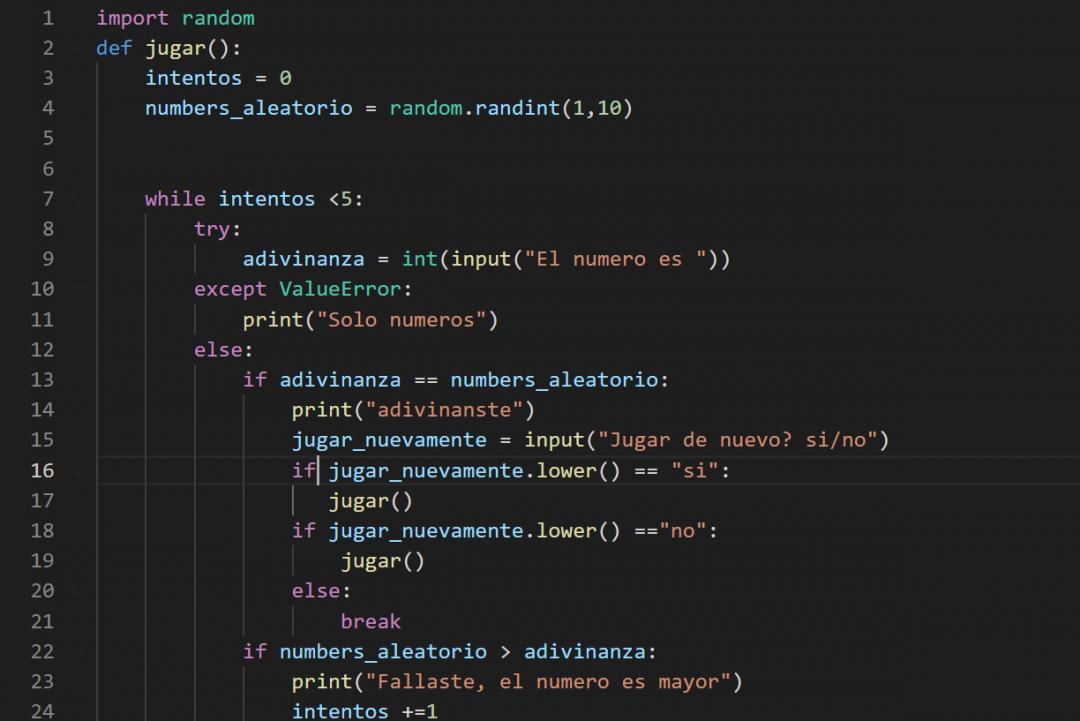 1 import random
2 def jugar():
3 intentos = 0
4 numbers_aleatorio = random.randint(1,10)
5
6
7 while intentos <5:
8 try:
9 adivinanza = int(input("El numero es "))
10 except ValueError:
11 print("Solo numeros")
12 else:
13 if adivinanza == numbers_aleatorio:
14 print("adivinanste")
15 jugar_nuevamente = input("Jugar de nuevo? si/no")
16 if jugar_nuevamente.lower() == "si":
17 jugar()
18 if jugar_nuevamente.lower() =="no":
19 jugar()
20 else:
21 break
22 if numbers_aleatorio > adivinanza:
23 print("Fallaste, el numero es mayor")
24 intentos +=1